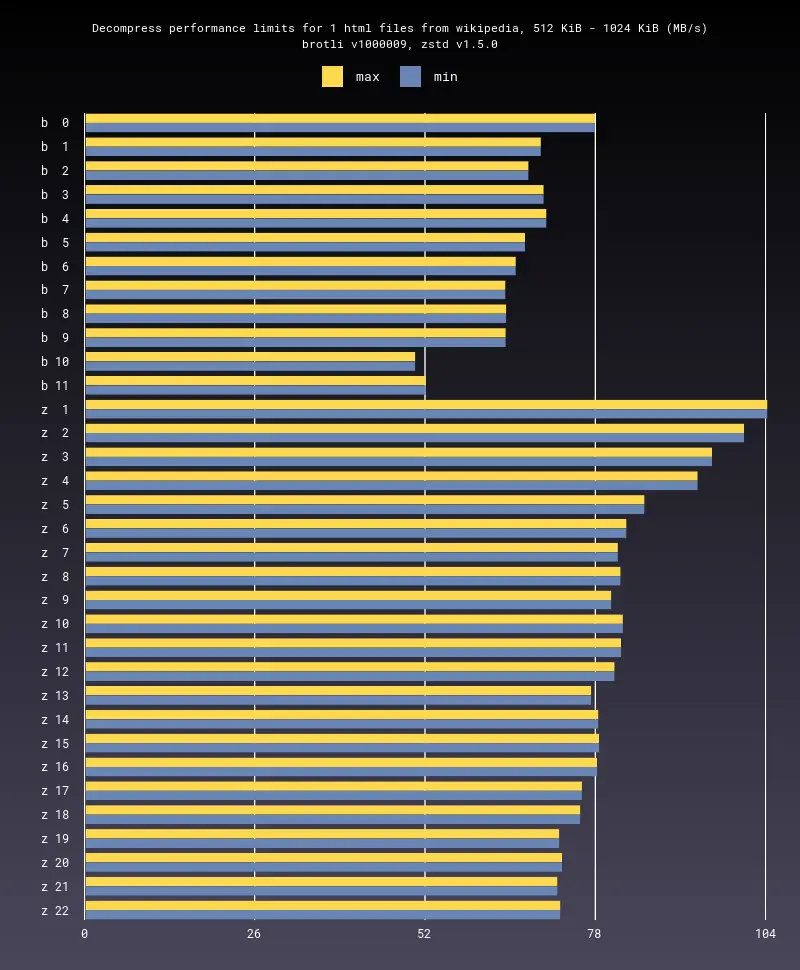 Decompress performance limits for 1 html files from wikipedia, 512 KiB - 1024 KiB (MB/s)
brotli v1000009, zstd v1.5.0
max min
b 0
b 1
b 2
b 3
b 4
b 5
b 6
b 7
b 8
b 9
b 10
b 11
z 1
z 2
z 3
z 4
z 5
z 6
z 7
z 8
z 9
z 10
z 11
z 12
z 13
z 14
z 15
z 16
z 17
z 18
z 19
z 20
z 21
z 22
0 26 52 78 104